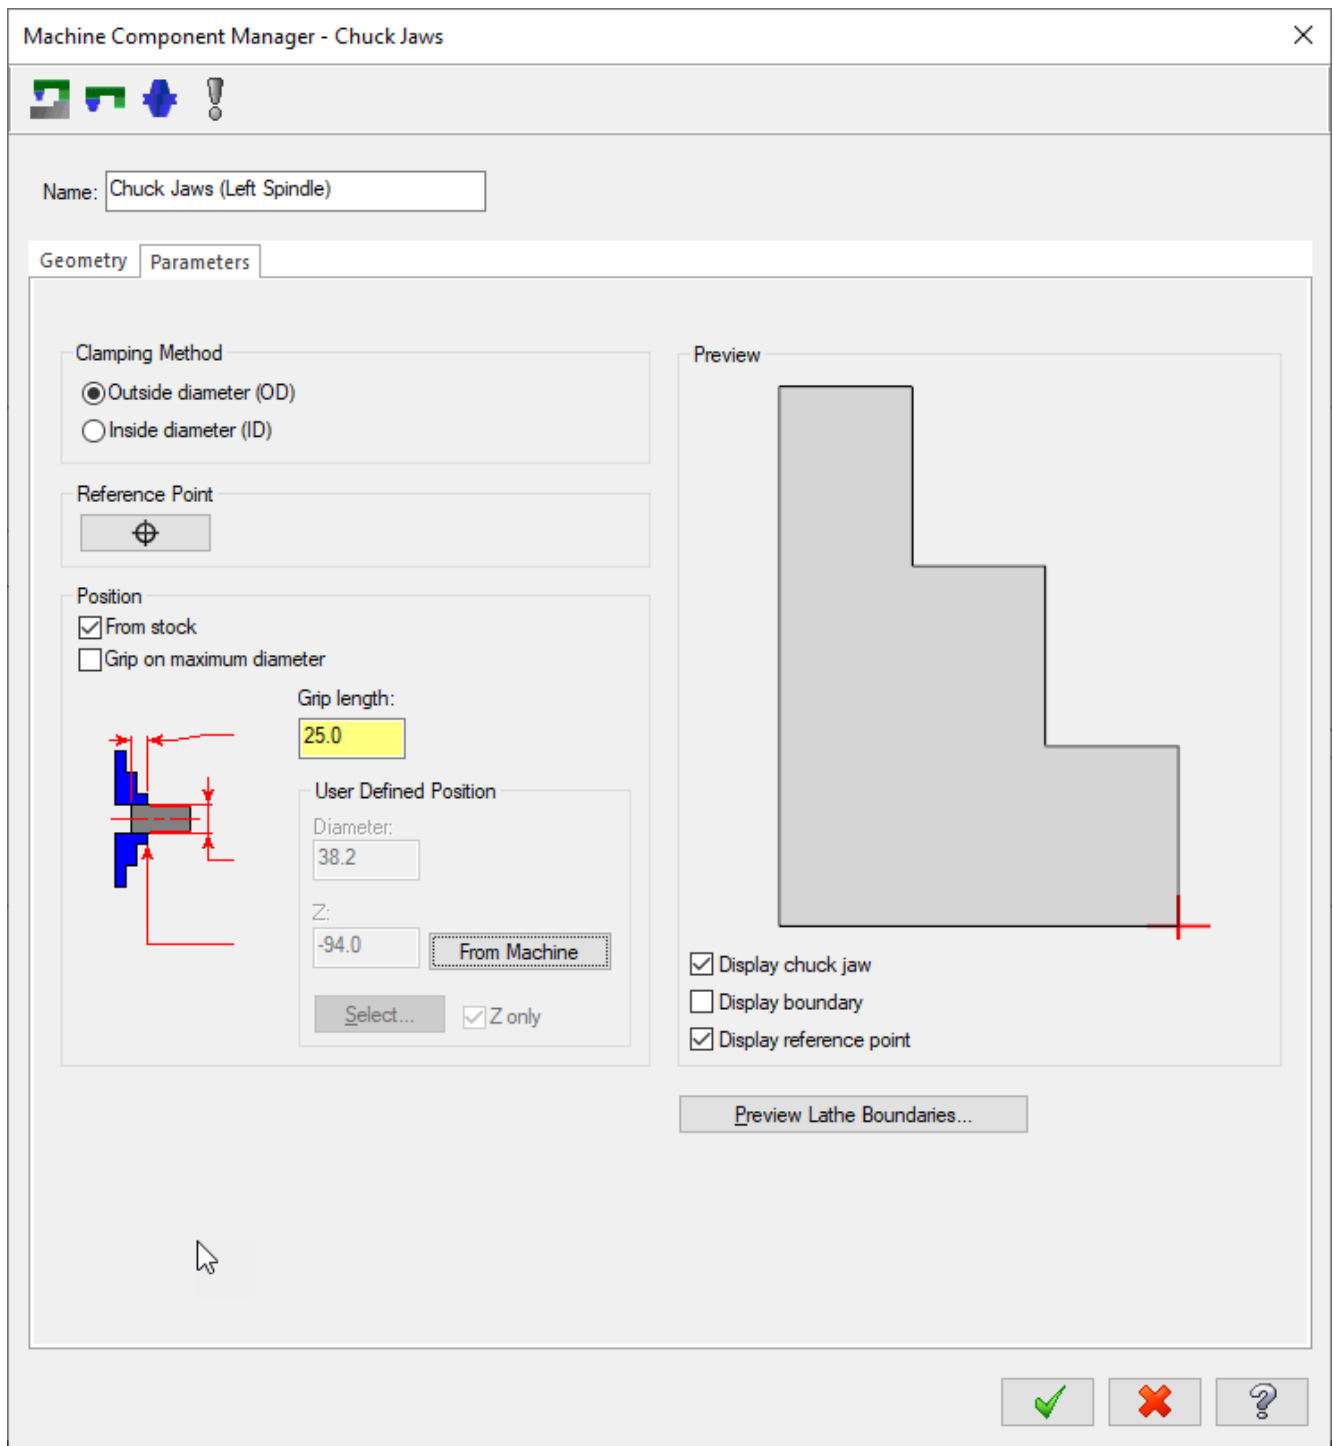 Machine Component Manager - Chuck Jaws
Name: Chuck Jaws (Left Spindle)
Geometry Parameters
Clamping Method
Outside diameter (OD)
Inside diameter (ID)
Reference Point
Position
From stock
Grip on maximum diameter
Grip length:
25.0
User Defined Position
Diameter:
38.2
Z:
-94.0 From Machine
Select... Z only
Preview
Display chuck jaw
Display boundary
Display reference point
Preview Lathe Boundaries...